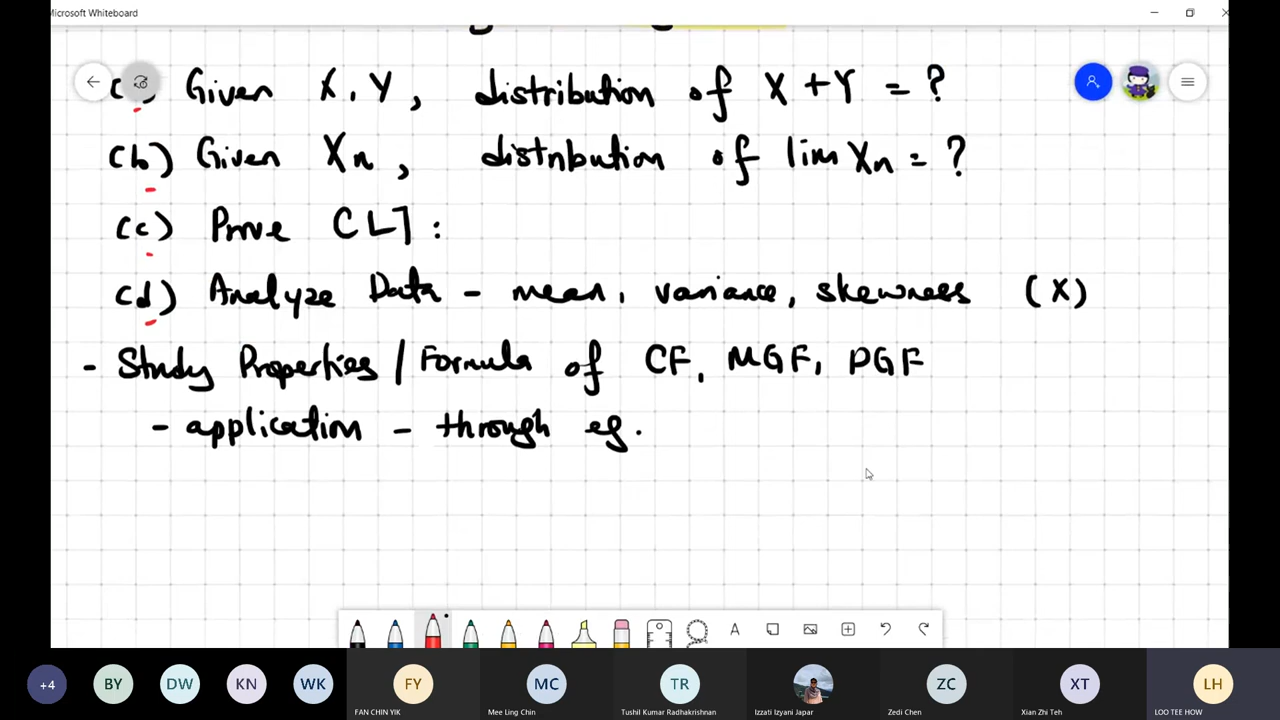 Microsoft Whiteboard
Given X, Y, distribution of X + Y = ?
(b) Given Xn, distribution of lim Xn = ?
(c) Prove CLT:
(d) Analyze Data - mean, variance, skewness (X)
- Study Properties / Formula of CF, MGF, PGF
- application - through eg.
A
+4 BY DW KN WK FY MC TR ZC XT LH
FAN CHIN YIK Mee Ling Chin Tushil Kumar Radhakrishnan Izzati Izyani Japar Zedi Chen Xian Zhi Teh LOO TEE HOW